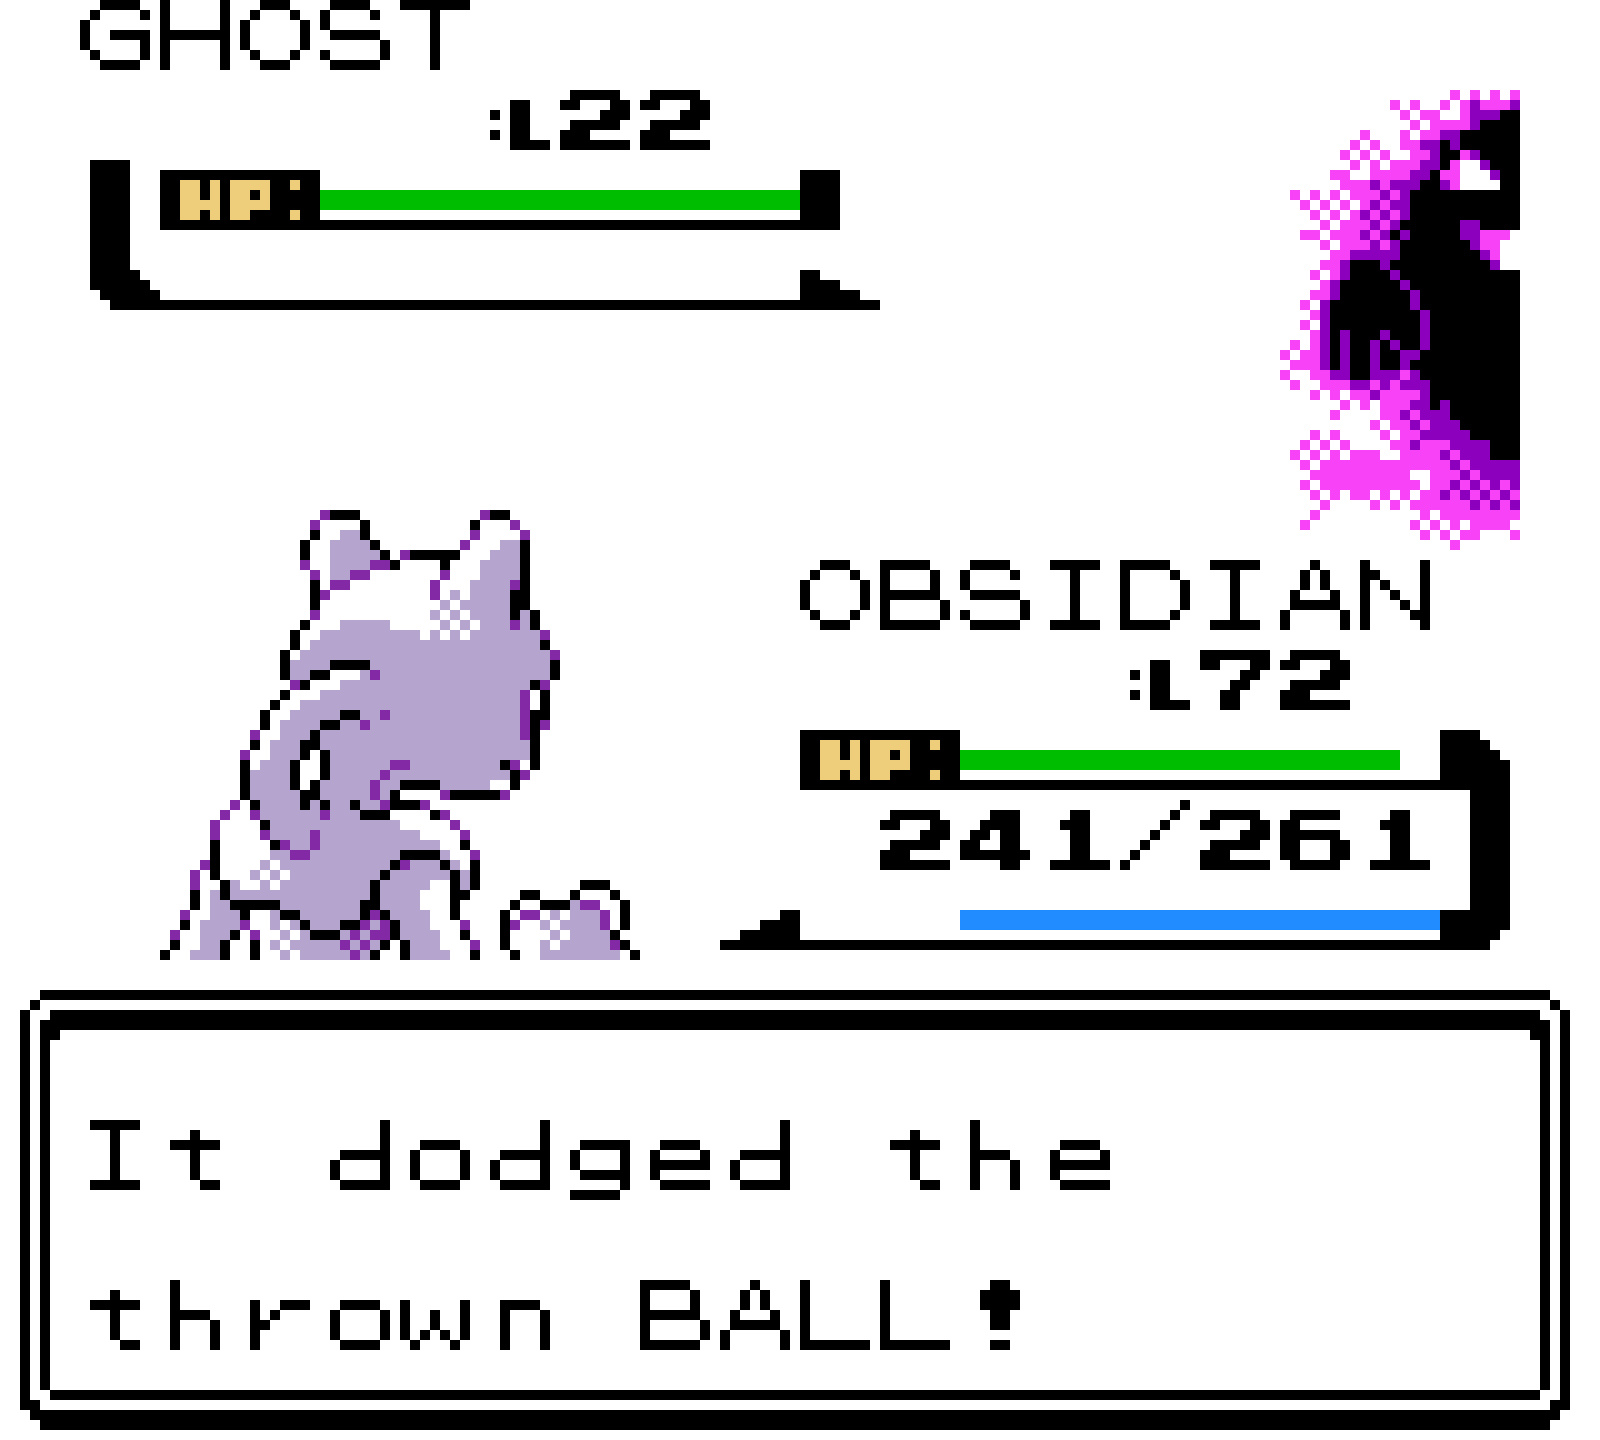 GHOST
:L22
HP:
OBSIDIAN
:L72
HP:
241/261
It dodged the
thrown BALL!